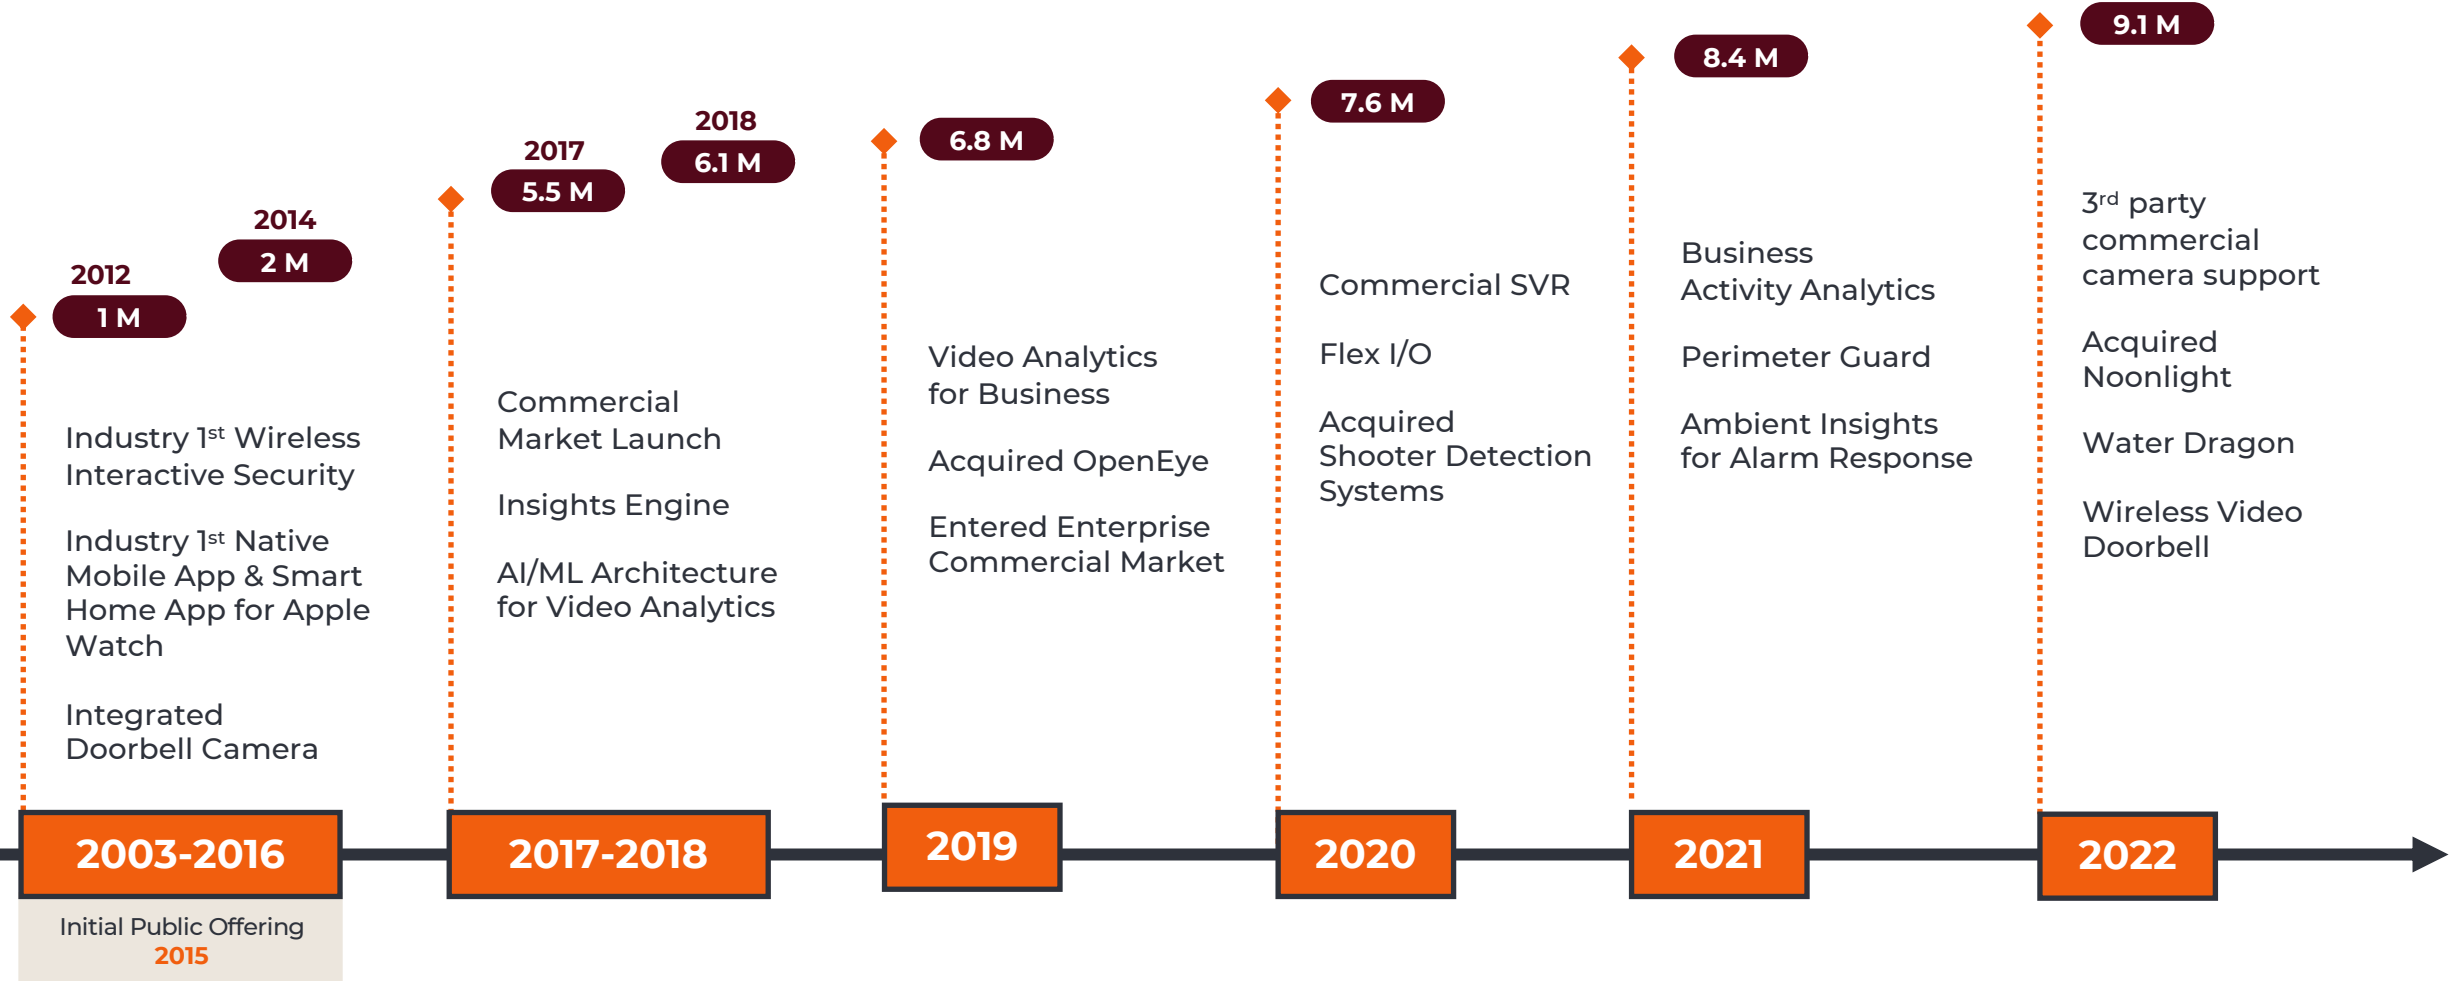 2012
1 M
2014
2 M
Industry 1st Wireless
Interactive Security
Industry 1st Native
Mobile App & Smart
Home App for Apple
Watch
Integrated
Doorbell Camera
2003-2016
Initial Public Offering
2015
2017
5.5 M
2018
6.1 M
Commercial
Market Launch
Insights Engine
AI/ML Architecture
for Video Analytics
2017-2018
6.8 M
Video Analytics
for Business
Acquired OpenEye
Entered Enterprise
Commercial Market
2019
7.6 M
Commercial SVR
Flex I/O
Acquired
Shooter Detection
Systems
2020
8.4 M
Business
Activity Analytics
Perimeter Guard
Ambient Insights
for Alarm Response
2021
9.1 M
3rd party
commercial
camera support
Acquired
Noonlight
Water Dragon
Wireless Video
Doorbell
2022